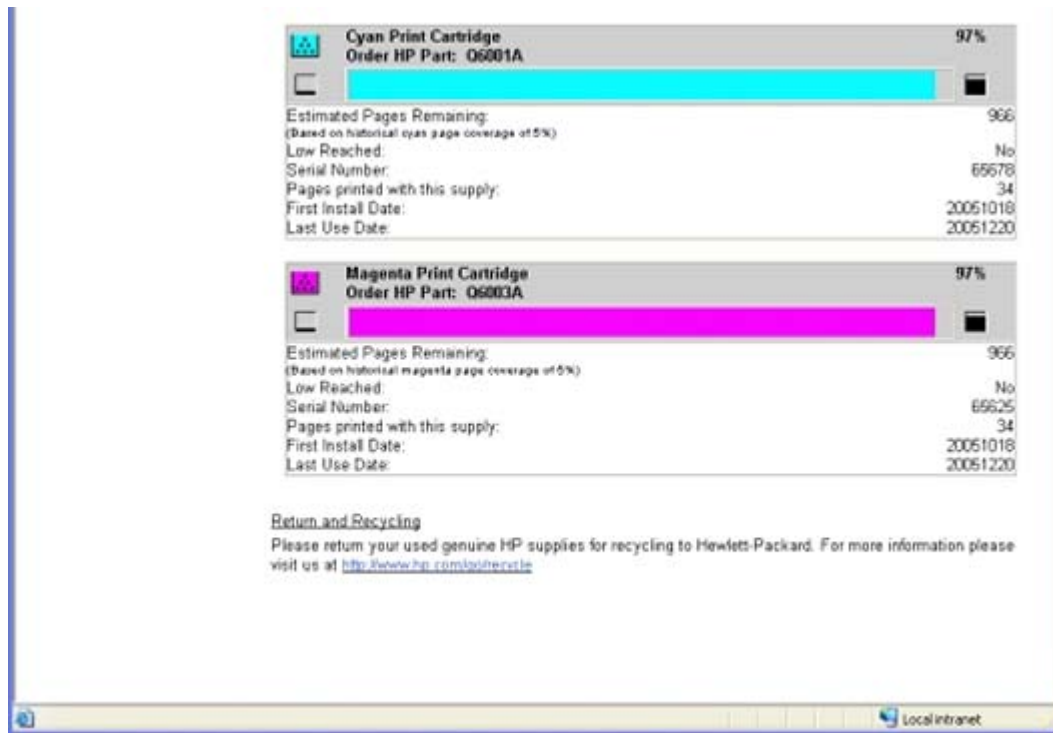 Cyan Print Cartridge 97%
Order HP Part: Q6001A
Estimated Pages Remaining: 966
(Based on historical cyan page coverage of 5%)
Low Reached: No
Serial Number: 65678
Pages printed with this supply: 34
First Install Date: 20051018
Last Use Date: 20051220
Magenta Print Cartridge 97%
Order HP Part: Q6003A
Estimated Pages Remaining: 966
(Based on historical magenta page coverage of 5%)
Low Reached: No
Serial Number: 65625
Pages printed with this supply: 34
First Install Date: 20051018
Last Use Date: 20051220
Return and Recycling
Please return your used genuine HP supplies for recycling to Hewlett-Packard. For more information please
visit us at http://www.hp.com/go/recycle
Local intranet